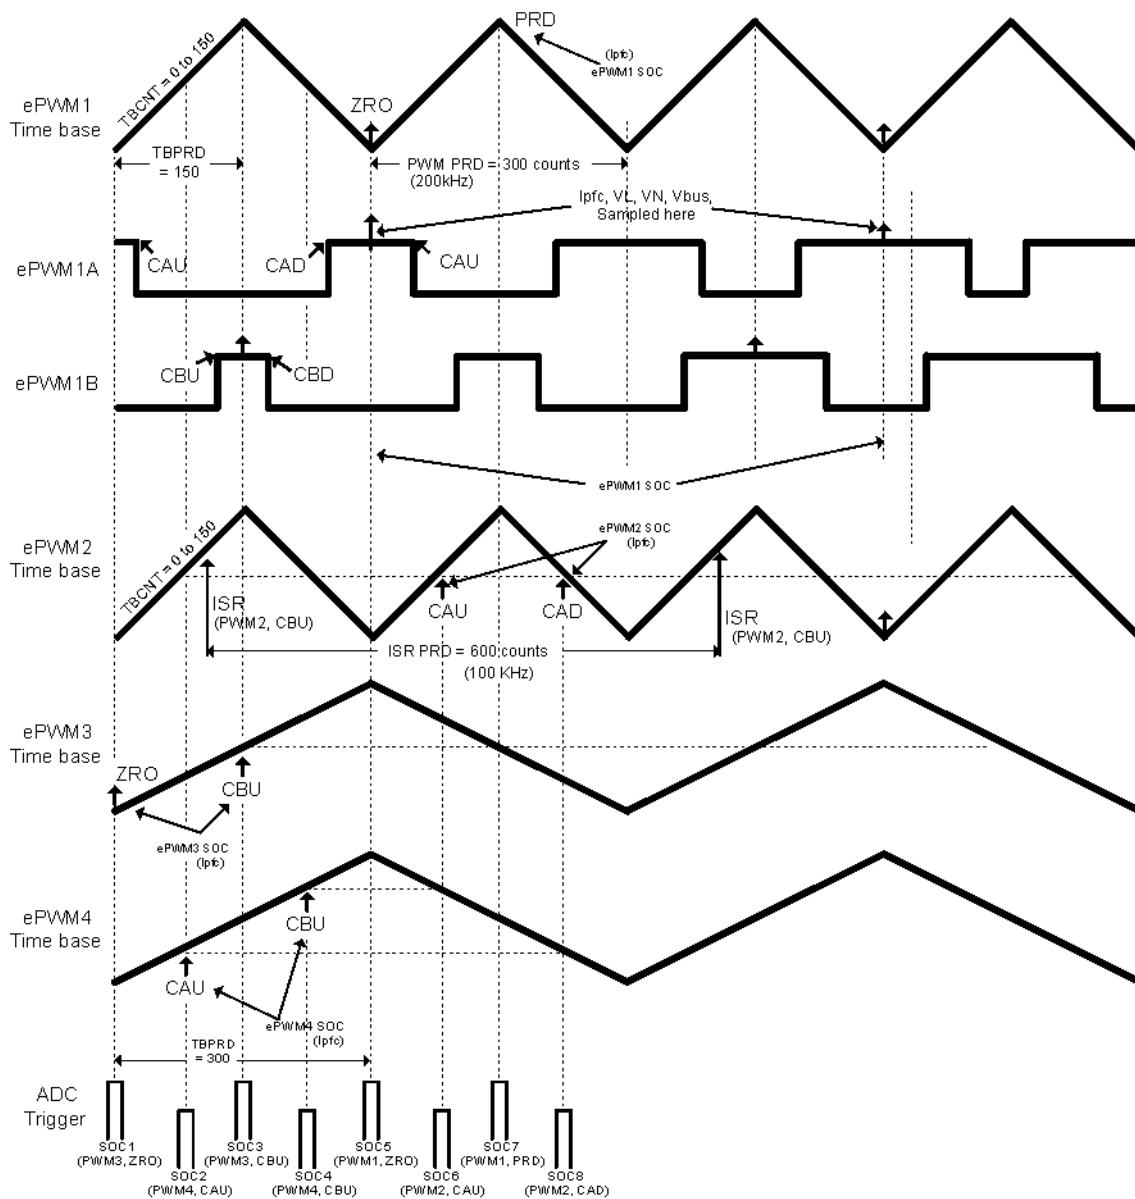 PRD
(Ipfc)
ePWM1 SOC
TBCNT = 0 to 150
ePWM1
Time base
ZRO
TBPRD
= 150
PWM PRD = 300 counts
(200kHz)
Ipfc, VL, VN, Vbus,
Sampled here
ePWM1A
CAU
CAD
CAU
ePWM1B
CBU
CBD
ePWM1 SOC
ePWM2
Time base
TBCNT = 0 to 150
ePWM2 SOC
(Ipfc)
ISR
(PWM2, CBU)
CAU
CAD
ISR
(PWM2, CBU)
ISR PRD = 600 counts
(100 KHz)
ePWM3
Time base
ZRO
CBU
ePWM3 SOC
(Ipfc)
ePWM4
Time base
CBU
CAU
ePWM4 SOC
(Ipfc)
TBPRD
= 300
ADC
Trigger
SOC1
(PWM3, ZRO)
SOC2
(PWM4, CAU)
SOC3
(PWM3, CBU)
SOC4
(PWM4, CBU)
SOC5
(PWM1, ZRO)
SOC6
(PWM2, CAU)
SOC7
(PWM1, PRD)
SOC8
(PWM2, CAD)